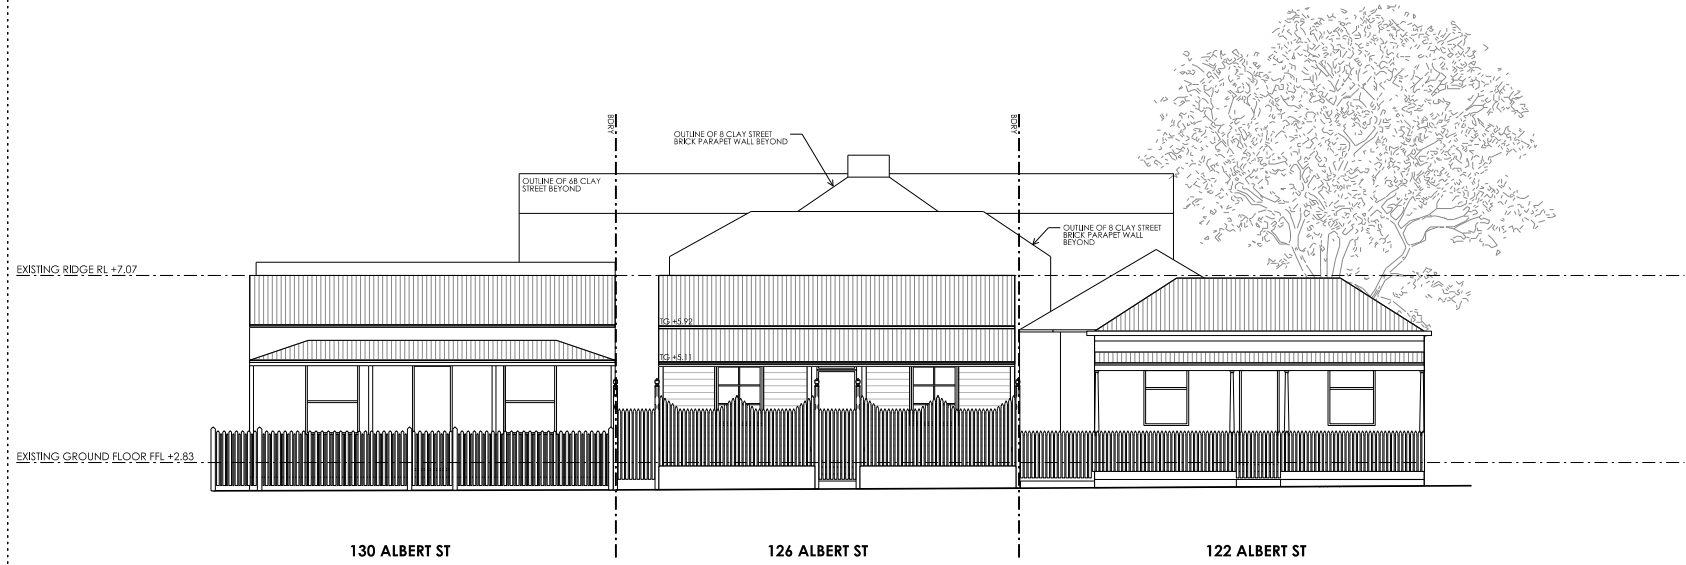 BDRY
BDRY
OUTLINE OF 8 CLAY STREET
BRICK PARAPET WALL BEYOND
OUTLINE OF 6B CLAY
STREET BEYOND
OUTLINE OF 8 CLAY STREET
BRICK PARAPET WALL
BEYOND
EXISTING RIDGE RL +7.07
TG +5.92
TG +5.11
EXISTING GROUND FLOOR FFL +2.83
130 ALBERT ST
126 ALBERT ST
122 ALBERT ST